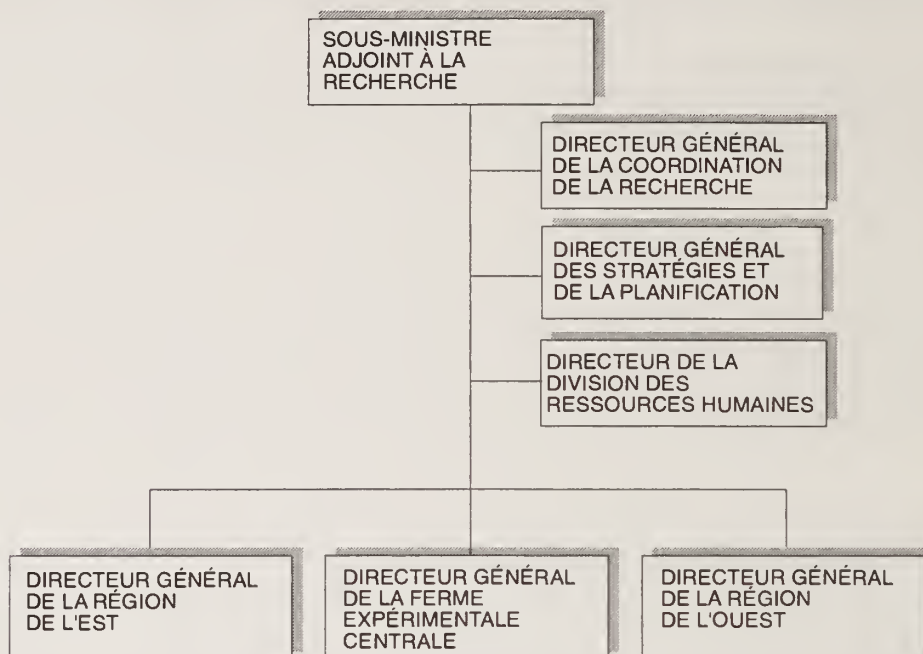 SOUS-MINISTRE
ADJOINT À LA
RECHERCHE
DIRECTEUR GÉNÉRAL
DE LA COORDINATION
DE LA RECHERCHE
DIRECTEUR GÉNÉRAL
DES STRATÉGIES ET
DE LA PLANIFICATION
DIRECTEUR DE LA
DIVISION DES
RESSOURCES HUMAINES
DIRECTEUR GÉNÉRAL
DE LA RÉGION
DE L'EST
DIRECTEUR GÉNÉRAL
DE LA FERME
EXPÉRIMENTALE
CENTRALE
DIRECTEUR GÉNÉRAL
DE LA RÉGION
DE L'OUEST